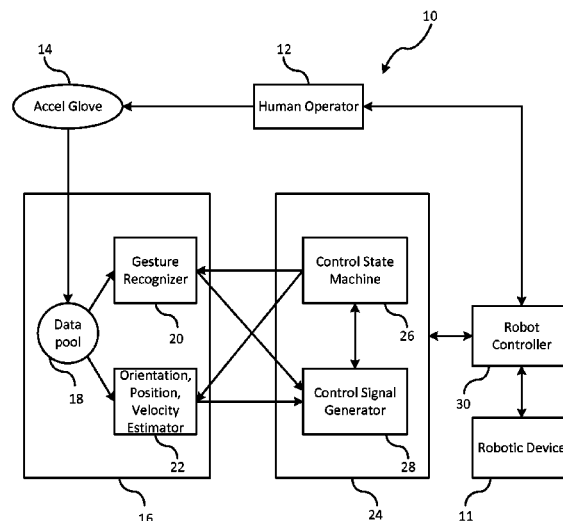 10
14
12
Accel Glove
Human Operator
Gesture
Recognizer
20
Control State
Machine
26
Data
pool
18
Robot
Controller
30
Orientation,
Position,
Velocity
Estimator
22
Control Signal
Generator
28
Robotic Device
16
24
11